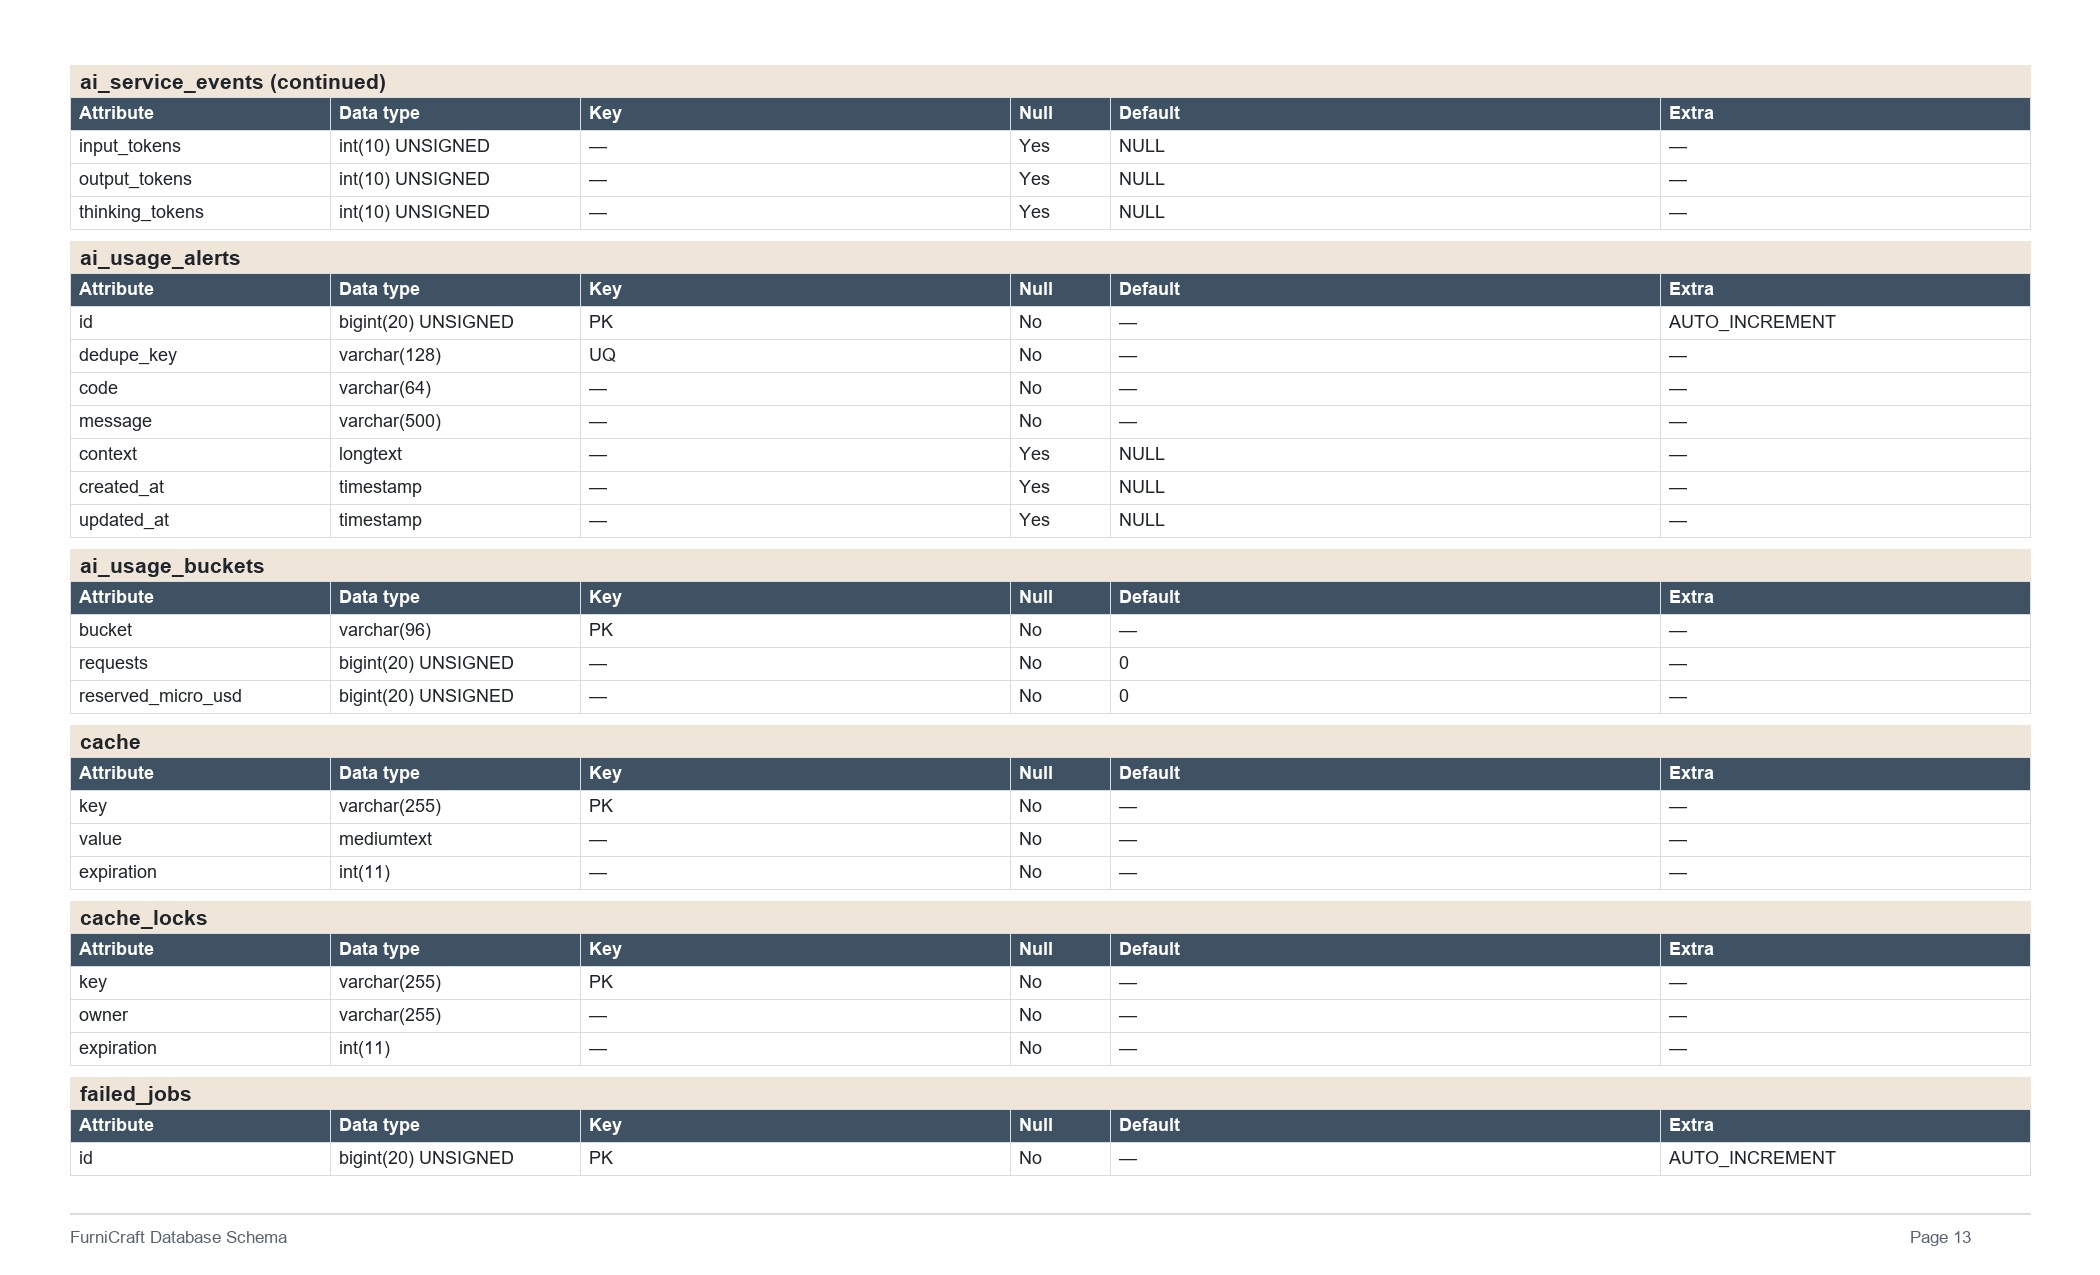 ai_service_events (continued)
Attribute Data type Key Null Default Extra
input_tokens int(10) UNSIGNED — Yes NULL —
output_tokens int(10) UNSIGNED — Yes NULL —
thinking_tokens int(10) UNSIGNED — Yes NULL —
ai_usage_alerts
Attribute Data type Key Null Default Extra
id bigint(20) UNSIGNED PK No — AUTO_INCREMENT
dedupe_key varchar(128) UQ No — —
code varchar(64) — No — —
message varchar(500) — No — —
context longtext — Yes NULL —
created_at timestamp — Yes NULL —
updated_at timestamp — Yes NULL —
ai_usage_buckets
Attribute Data type Key Null Default Extra
bucket varchar(96) PK No — —
requests bigint(20) UNSIGNED — No 0 —
reserved_micro_usd bigint(20) UNSIGNED — No 0 —
cache
Attribute Data type Key Null Default Extra
key varchar(255) PK No — —
value mediumtext — No — —
expiration int(11) — No — —
cache_locks
Attribute Data type Key Null Default Extra
key varchar(255) PK No — —
owner varchar(255) — No — —
expiration int(11) — No — —
failed_jobs
Attribute Data type Key Null Default Extra
id bigint(20) UNSIGNED PK No — AUTO_INCREMENT
FurniCraft Database Schema Page 13